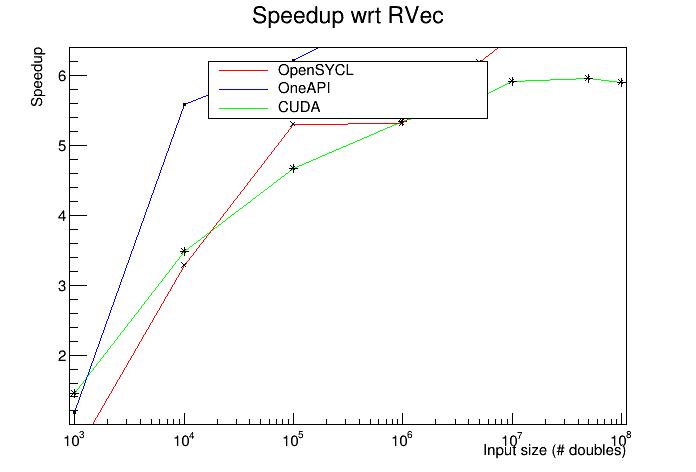 Speedup wrt RVec
Speedup
OpenSYCL
OneAPI
CUDA
6
5
4
3
2
10³ 10⁴ 10⁵ 10⁶ 10⁷ 10⁸
Input size (# doubles)